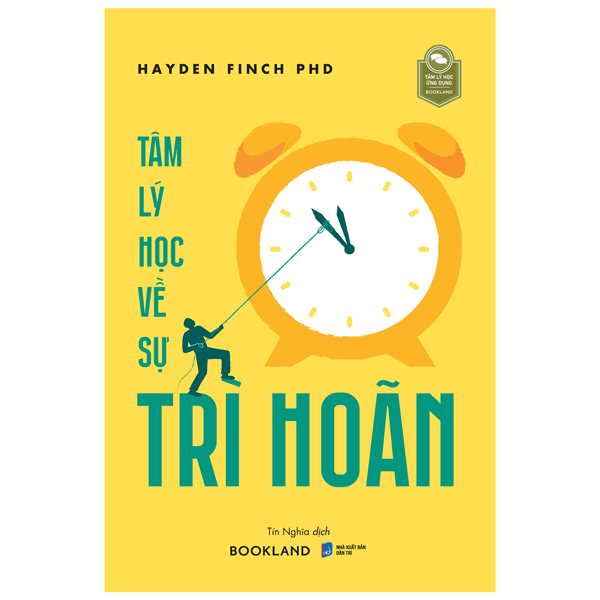 HAYDEN FINCH PHD
TÂM LÝ HỌC
ỨNG DỤNG
BOOKLAND
TÂM
LÝ
HỌC
VỀ
SỰ
TRÌ HOÃN
Tín Nghĩa dịch
BOOKLAND
NHÀ XUẤT BẢN
DÂN TRÍ